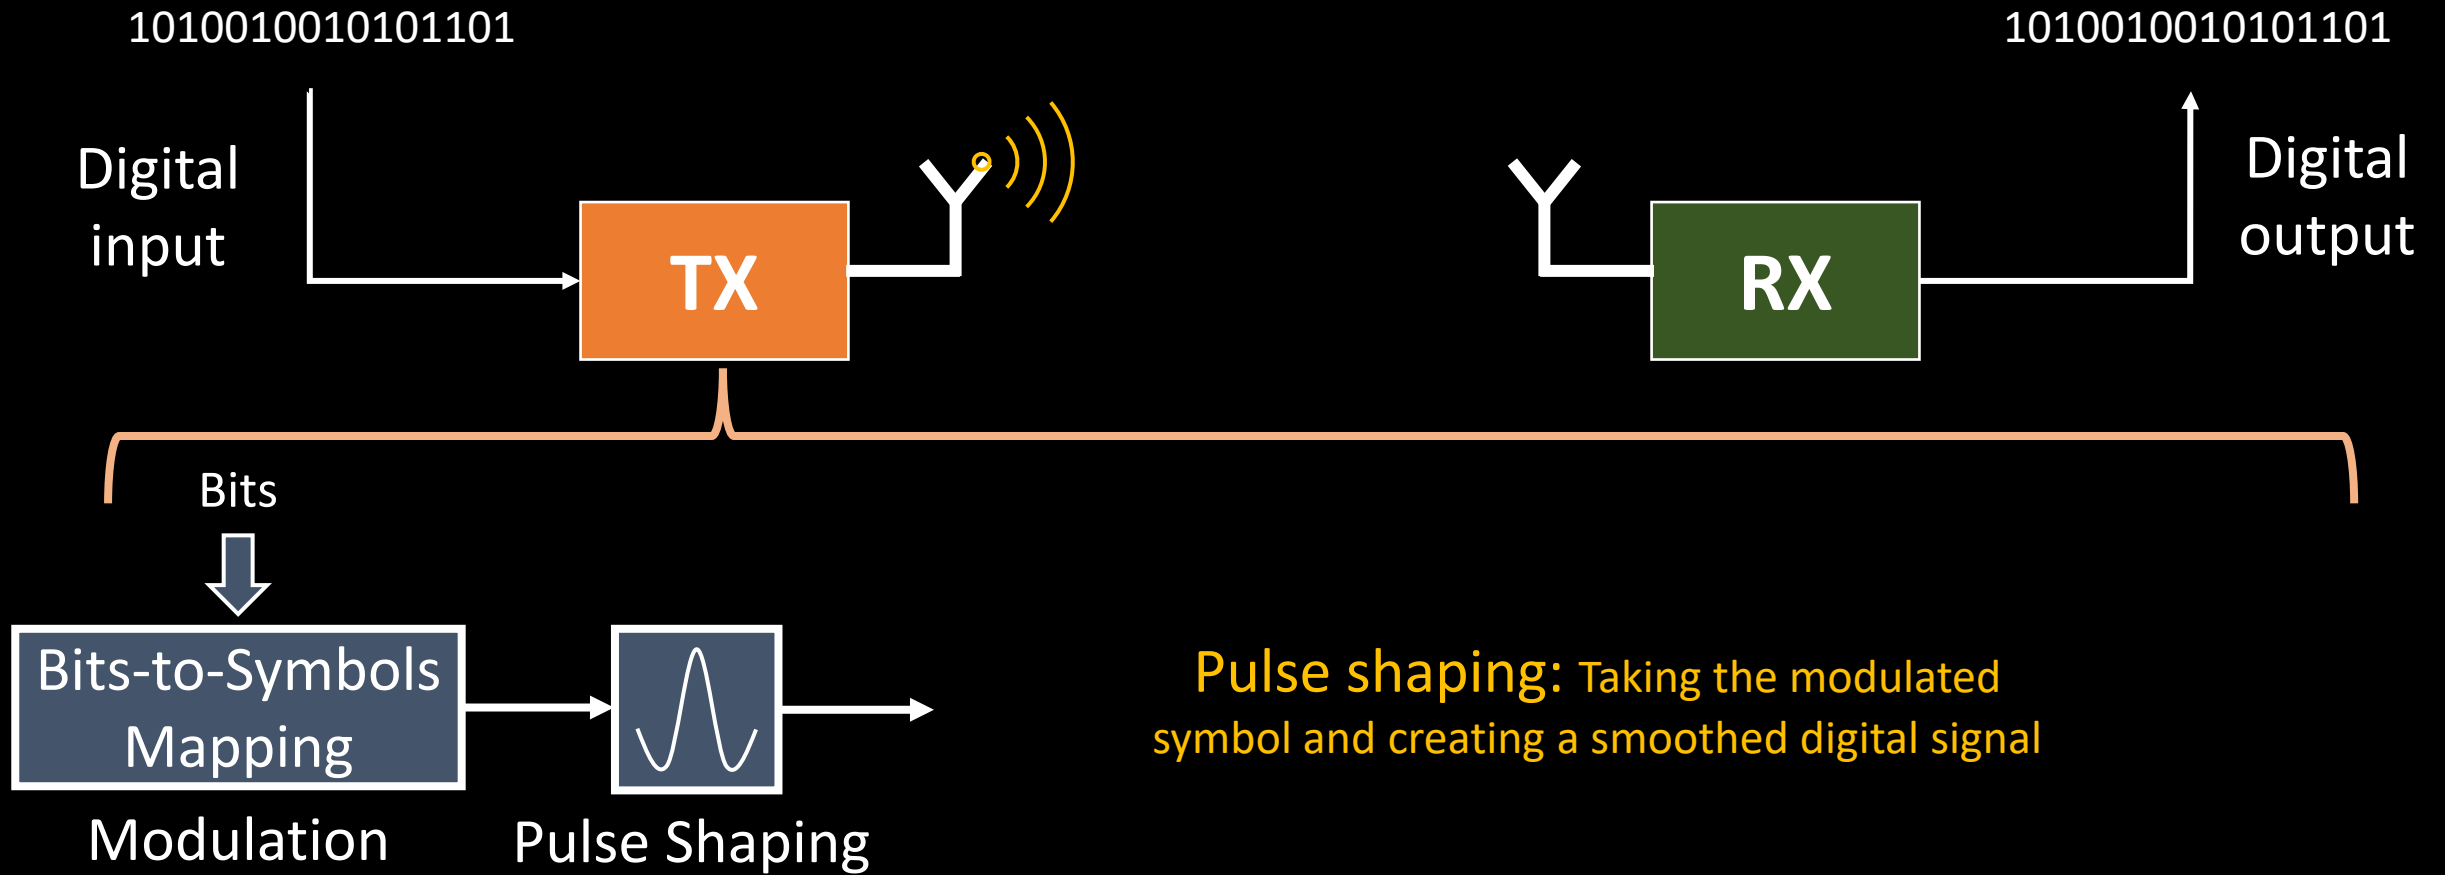 1010010010101101
1010010010101101
Digital
input
TX
RX
Digital
output
Bits
Bits-to-Symbols
Mapping
Modulation
Pulse Shaping
Pulse shaping: Taking the modulated
symbol and creating a smoothed digital signal